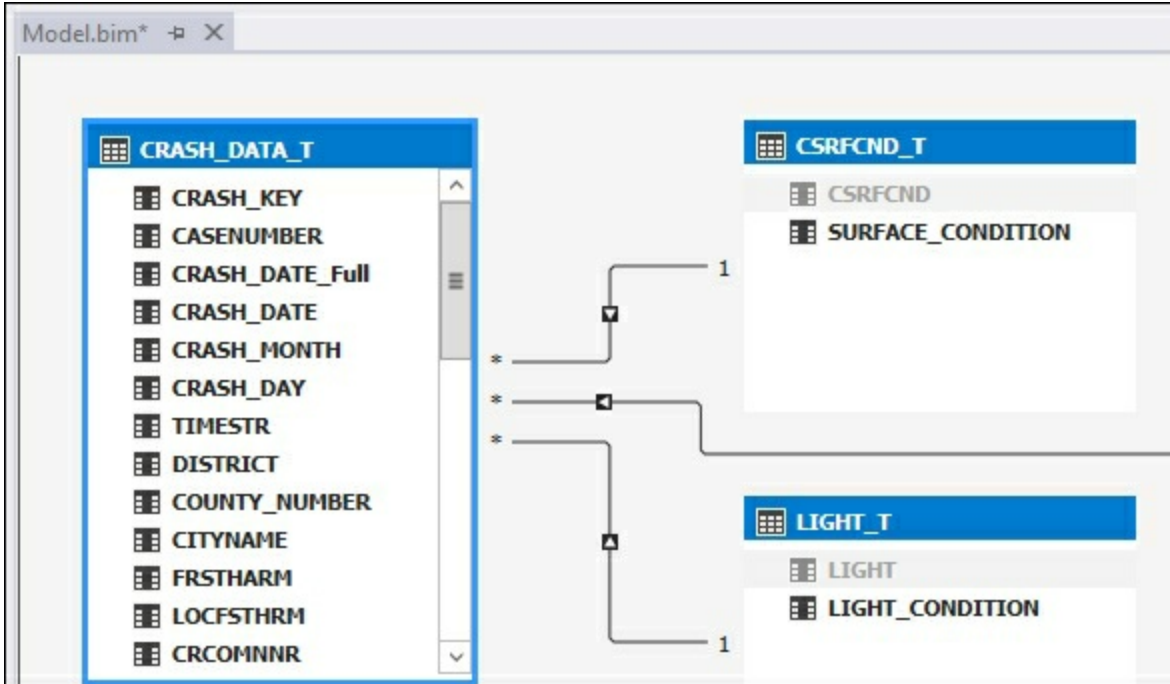 Model.bim*
CRASH_DATA_T
CRASH_KEY
CASENUMBER
CRASH_DATE_Full
CRASH_DATE
CRASH_MONTH
CRASH_DAY
TIMESTR
DISTRICT
COUNTY_NUMBER
CITYNAME
FRSTHARM
LOCFSTHRM
CRCOMNNR
*
*
*
CSRFCND_T
CSRFCND
SURFACE_CONDITION
1
LIGHT_T
LIGHT
LIGHT_CONDITION
1